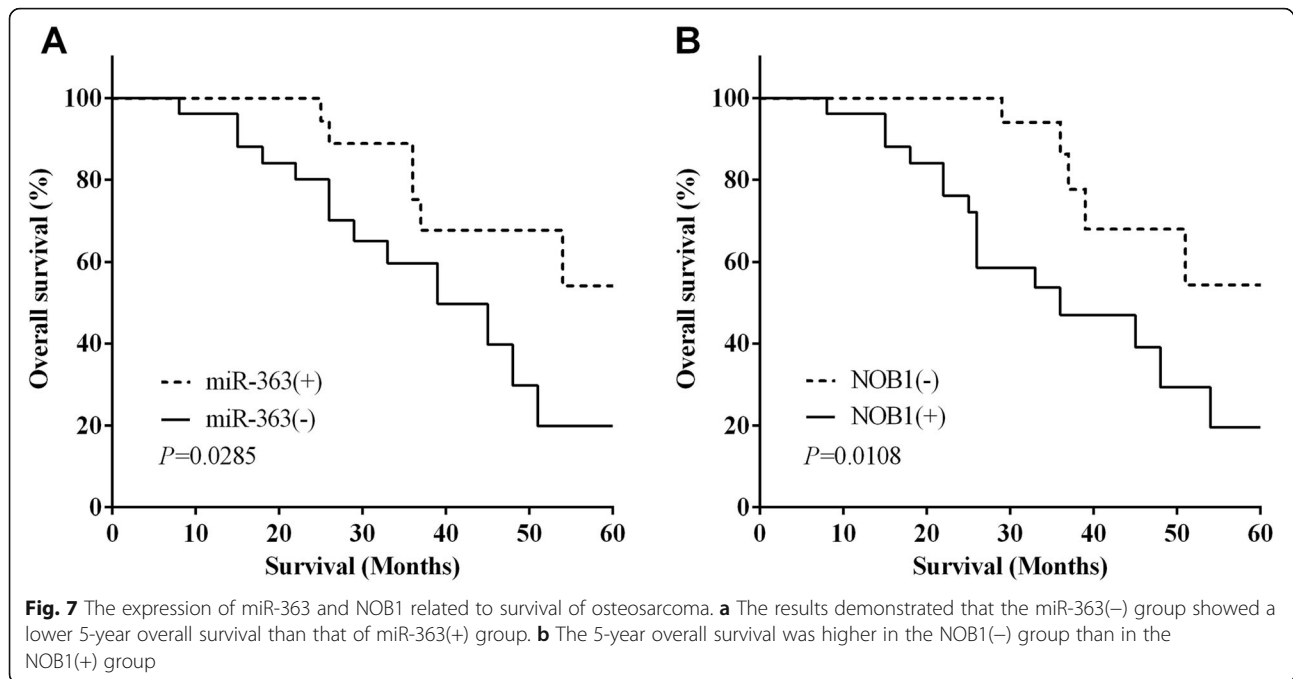 A
B
100
80
60
40
20
0
Overall survival (%)
miR-363(+)
miR-363(-)
P=0.0285
0 10 20 30 40 50 60
Survival (Months)
100
80
60
40
20
0
Overall survival (%)
NOB1(-)
NOB1(+)
P=0.0108
0 10 20 30 40 50 60
Survival (Months)
Fig. 7 The expression of miR-363 and NOB1 related to survival of osteosarcoma. a The results demonstrated that the miR-363(−) group showed a
lower 5-year overall survival than that of miR-363(+) group. b The 5-year overall survival was higher in the NOB1(−) group than in the
NOB1(+) group